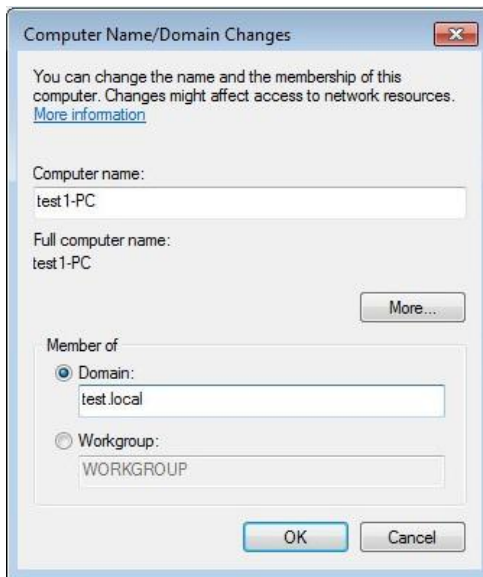 Computer Name/Domain Changes
You can change the name and the membership of this
computer. Changes might affect access to network resources.
More information
Computer name:
test1-PC
Full computer name:
test1-PC
More...
Member of
Domain:
test.local
Workgroup:
WORKGROUP
OK
Cancel